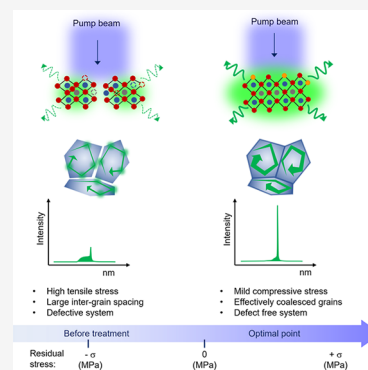 Pump beam
Pump beam
Intensity
nm
Intensity
nm
• High tensile stress
• Large inter-grain spacing
• Defective system
• Mild compressive stress
• Effectively coalesced grains
• Defect free system
Before treatment
Optimal point
Residual stress:
- σ (MPa)
0 (MPa)
+ σ (MPa)